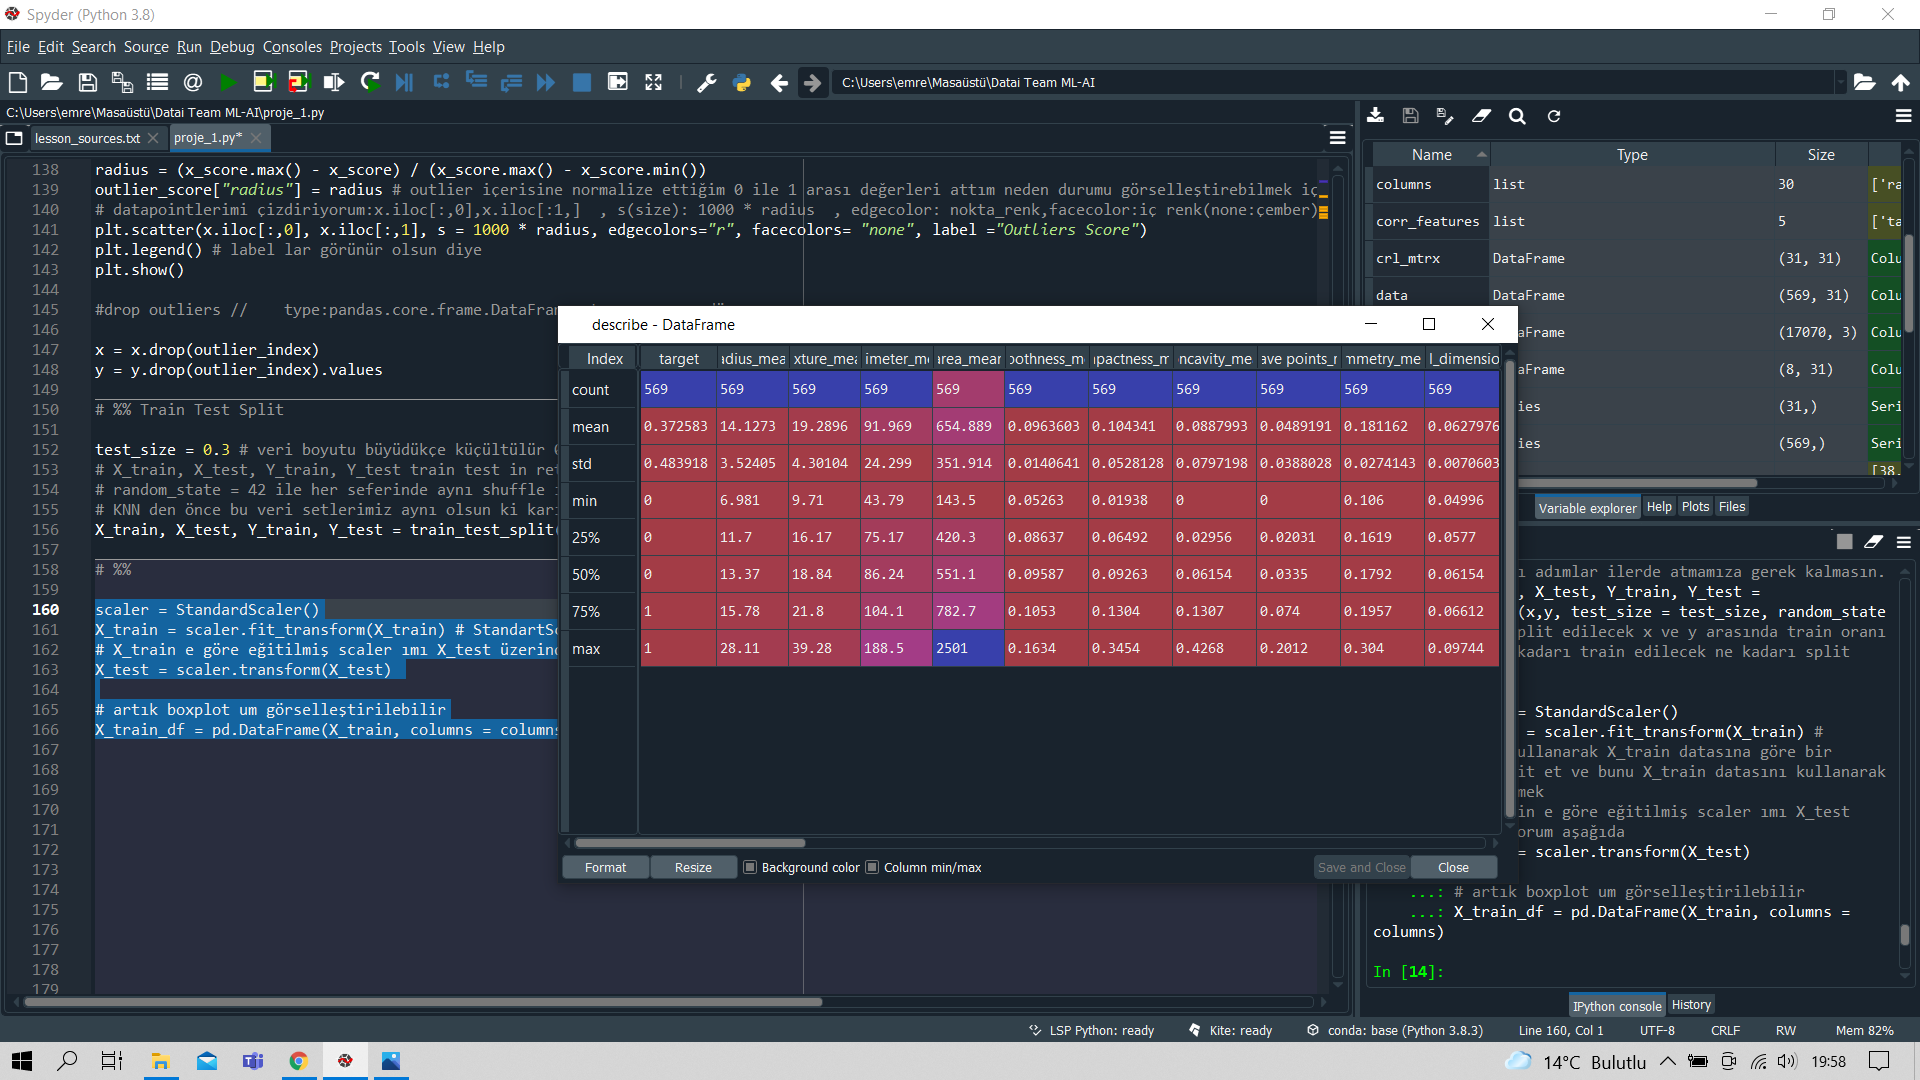 Spyder (Python 3.8)
File Edit Search Source Run Debug Consoles Projects Tools View Help
C:\Users\emre\Masaüstü\Datai Team ML-AI
C:\Users\emre\Masaüstü\Datai Team ML-AI\proje_1.py
lesson_sources.txt proje_1.py*
138 radius = (x_score.max() - x_score) / (x_score.max() - x_score.min())
139 outlier_score["radius"] = radius # outlier içerisine normalize ettiğim 0 ile 1 arası değerleri attım neden durumu görselleştirebilmek iç
140 # datapointlerimi çizdiriyorum:x.iloc[:,0],x.iloc[:1,] , s(size): 1000 * radius , edgecolor: nokta_renk,facecolor:iç renk(none:çember)
141 plt.scatter(x.iloc[:,0], x.iloc[:,1], s = 1000 * radius, edgecolors="r", facecolors= "none", label ="Outliers Score")
142 plt.legend() # label lar görünür olsun diye
143 plt.show()
144
145 #drop outliers // type:pandas.core.frame.DataFram
146
147 x = x.drop(outlier_index)
148 y = y.drop(outlier_index).values
149
150 # %% Train Test Split
151
152 test_size = 0.3 # veri boyutu büyüdükçe küçültülür
153 # X_train, X_test, Y_train, Y_test train test in ret
154 # random_state = 42 ile her seferinde aynı shuffle
155 # KNN den önce bu veri setlerimiz aynı olsun ki kar
156 X_train, X_test, Y_train, Y_test = train_test_split
157
158 # %%
159
160 scaler = StandardScaler()
161 X_train = scaler.fit_transform(X_train) # StandartSc
162 # X_train e göre eğitilmiş scaler ımı X_test üzerin
163 X_test = scaler.transform(X_test)
164
165 # artık boxplot um görselleştirilebilir
166 X_train_df = pd.DataFrame(X_train, columns = column
167
168
169
170
171
172
173
174
175
176
177
178
179
Name Type Size
columns list 30 ['ra
corr_features list 5 ['ta
crl_mtrx DataFrame (31, 31) Colu
data DataFrame (569, 31) Colu
Frame (17070, 3) Colu
aFrame (8, 31) Colu
ies (31,) Seri
ies (569,) Seri
[38.
Variable explorer Help Plots Files
describe - DataFrame
Index target adius_mea xture_mea imeter_m area_mean oothness_m mpactness_m ncavity_me ave points_m mmetry_me l_dimensio
count 569 569 569 569 569 569 569 569 569 569 569
mean 0.372583 14.1273 19.2896 91.969 654.889 0.0963603 0.104341 0.0887993 0.0489191 0.181162 0.0627976
std 0.483918 3.52405 4.30104 24.299 351.914 0.0140641 0.0528128 0.0797198 0.0388028 0.0274143 0.0070603
min 0 6.981 9.71 43.79 143.5 0.05263 0.01938 0 0 0.106 0.04996
25% 0 11.7 16.17 75.17 420.3 0.08637 0.06492 0.02956 0.02031 0.1619 0.0577
50% 0 13.37 18.84 86.24 551.1 0.09587 0.09263 0.06154 0.0335 0.1792 0.06154
75% 1 15.78 21.8 104.1 782.7 0.1053 0.1304 0.1307 0.074 0.1957 0.06612
max 1 28.11 39.28 188.5 2501 0.1634 0.3454 0.4268 0.2012 0.304 0.09744
Format Resize Background color Column min/max Save and Close Close
ı adımlar ilerde atmamıza gerek kalmasın.
, X_test, Y_train, Y_test =
(x,y, test_size = test_size, random_state
plit edilecek x ve y arasında train oranı
kadarı train edilecek ne kadarı split
= StandardScaler()
= scaler.fit_transform(X_train) #
ullanarak X_train datasına göre bir
it et ve bunu X_train datasını kullanarak
mek
in e göre eğitilmiş scaler ımı X_test
orum aşağıda
= scaler.transform(X_test)
...: # artık boxplot um görselleştirilebilir
...: X_train_df = pd.DataFrame(X_train, columns =
columns)
In [14]:
IPython console History
LSP Python: ready Kite: ready conda: base (Python 3.8.3) Line 160, Col 1 UTF-8 CRLF RW Mem 82%
14°C Bulutlu 19:58